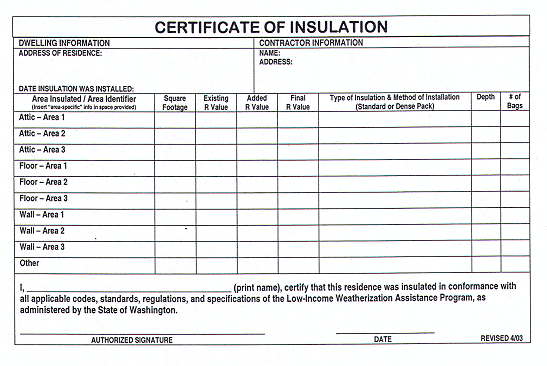 CERTIFICATE OF INSULATION
DWELLING INFORMATION CONTRACTOR INFORMATION
ADDRESS OF RESIDENCE: NAME:
ADDRESS:
DATE INSULATION WAS INSTALLED:
Area Insulated / Area Identifier Square Existing Added Final Type of Insulation & Method of Installation Depth # of
(Insert "area-specific" info in space provided) Footage R Value R Value R Value (Standard or Dense Pack) Bags
Attic – Area 1
Attic – Area 2
Attic – Area 3
Floor – Area 1
Floor – Area 2
Floor – Area 3
Wall – Area 1
Wall – Area 2
Wall – Area 3
Other
I, ______________________ (print name), certify that this residence was insulated in conformance with
all applicable codes, standards, regulations, and specifications of the Low-Income Weatherization Assistance Program, as
administered by the State of Washington.
AUTHORIZED SIGNATURE DATE REVISED 4/03